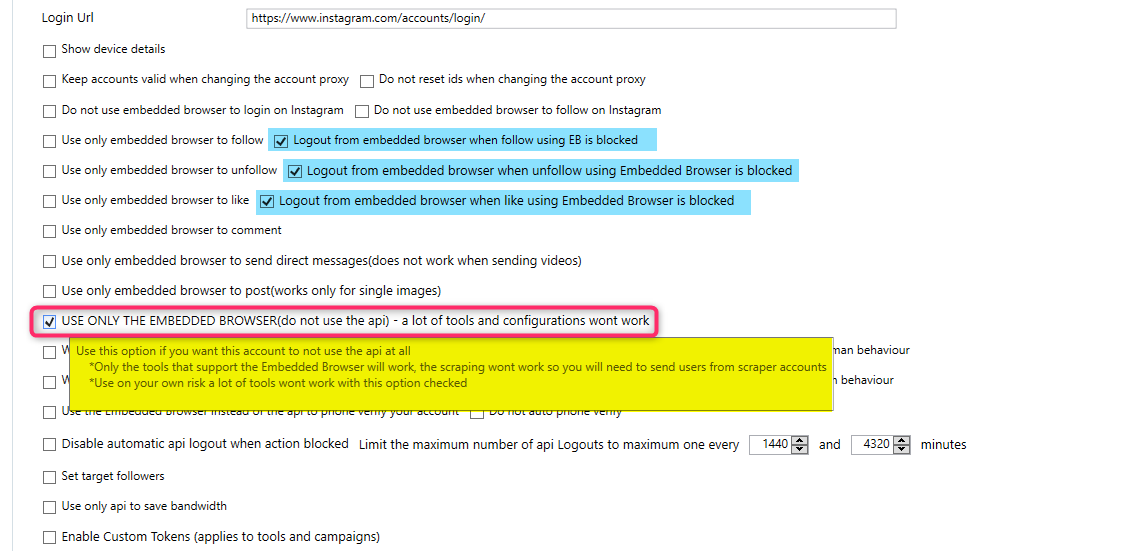 Login Url https://www.instagram.com/accounts/login/
Show device details
Keep accounts valid when changing the account proxy Do not reset ids when changing the account proxy
Do not use embedded browser to login on Instagram Do not use embedded browser to follow on Instagram
Use only embedded browser to follow Logout from embedded browser when follow using EB is blocked
Use only embedded browser to unfollow Logout from embedded browser when unfollow using Embedded Browser is blocked
Use only embedded browser to like Logout from embedded browser when like using Embedded Browser is blocked
Use only embedded browser to comment
Use only embedded browser to send direct messages(does not work when sending videos)
Use only embedded browser to post(works only for single images)
USE ONLY THE EMBEDDED BROWSER(do not use the api) - a lot of tools and configurations wont work
Use this option if you want this account to not use the api at all
behaviour
*Only the tools that support the Embedded Browser will work, the scraping wont work so you will need to send users from scraper accounts
*Use on your own risk a lot of tools wont work with this option checked
behaviour
Use the Embedded Browser instead of the api to phone verify your account Do not auto phone verify
Disable automatic api logout when action blocked Limit the maximum number of api Logouts to maximum one every 1440 and 4320 minutes
Set target followers
Use only api to save bandwidth
Enable Custom Tokens (applies to tools and campaigns)